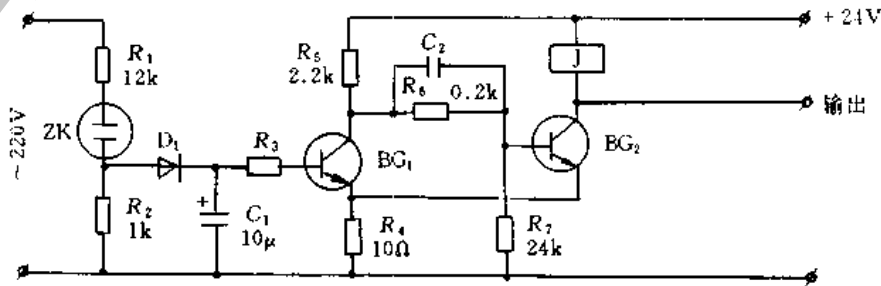 + 24V
R₁
12k
R₅
2.2k
C₂
R₆
0.2k
J
输出
~220V
ZK
D₁
R₃
BG₁
BG₂
R₂
1k
+
C₁
10μ
R₄
10Ω
R₇
24k